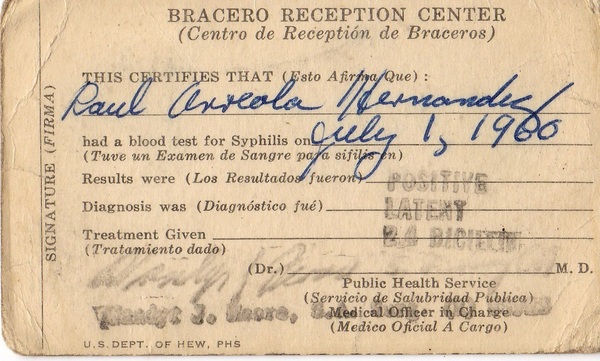 BRACERO RECEPTION CENTER
(Centro de Recepción de Braceros)
THIS CERTIFIES THAT (Esto Afirma Que) :
Raul Arreola Hernandez
had a blood test for Syphilis on July 1, 1960
(Tuve un Examen de Sangre para sifilis en)
Results were (Los Resultados fueron) POSITIVE
Diagnosis was (Diagnóstico fué) LATENT
Treatment Given 2.4
(Tratamiento dado)
(Dr.) M. D.
Public Health Service
(Servicio de Salubridad Publica)
Medical Officer in Charge
(Medico Oficial A Cargo)
U.S. DEPT. OF HEW, PHS
SIGNATURE (FIRMA)